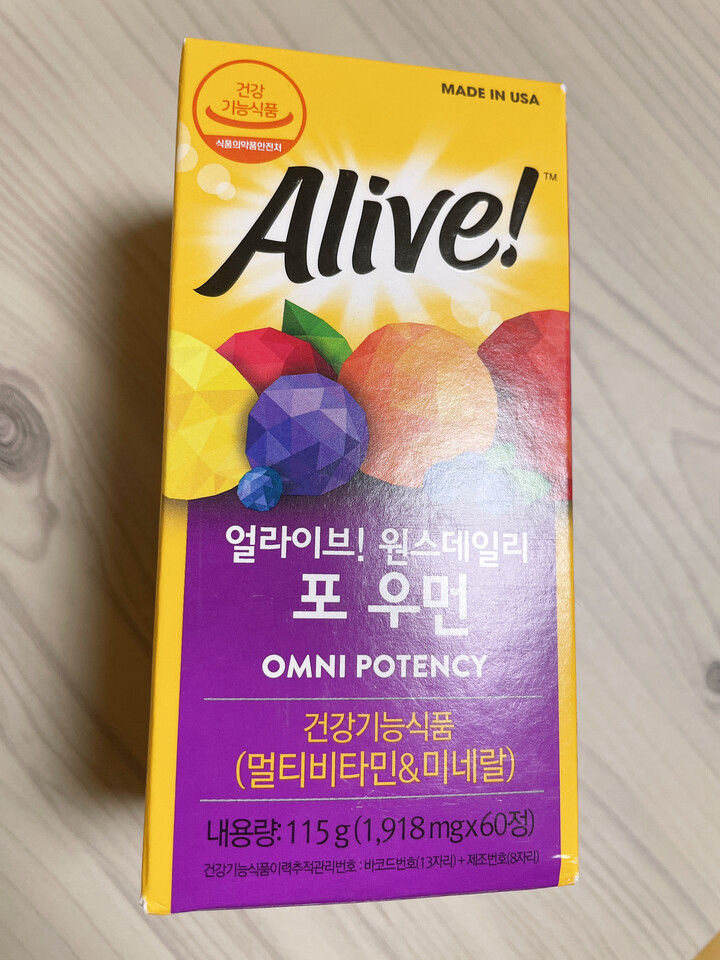 건강
기능식품
식품의약품안전처
MADE IN USA
Alive!™
얼라이브! 원스데일리
포 우먼
OMNI POTENCY
건강기능식품
(멀티비타민&미네랄)
내용량: 115 g (1,918 mgx60정)
건강기능식품이력추적관리번호 : 바코드번호(13자리) + 제조번호(8자리)